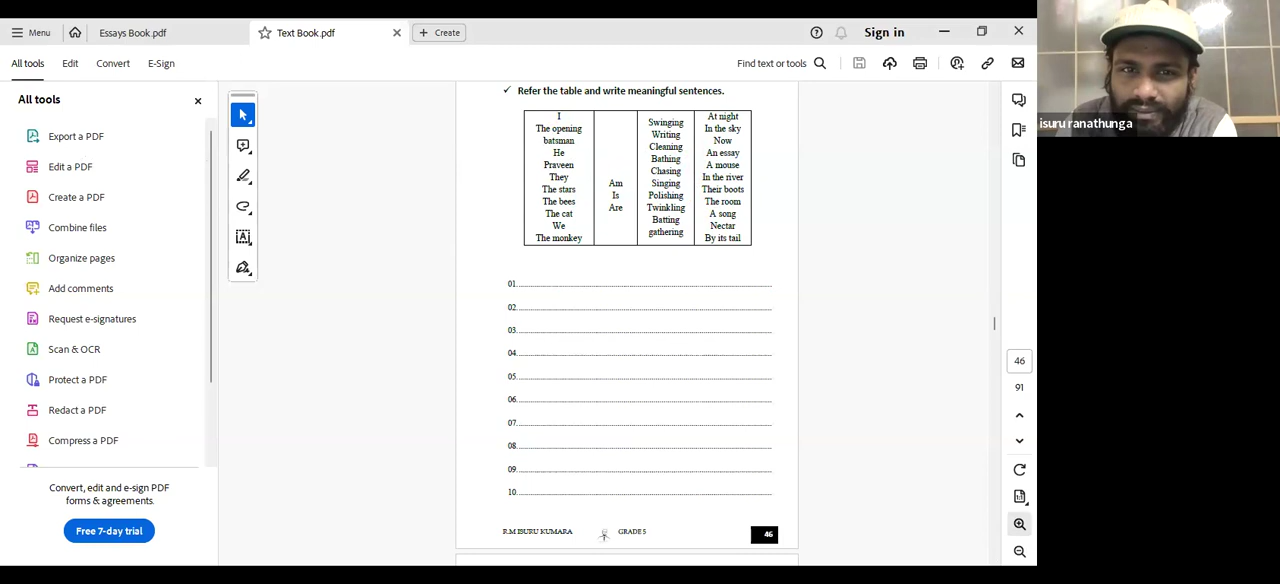 Menu
Essays Book.pdf
Text Book.pdf
Create
Sign in
All tools
Edit
Convert
E-Sign
Find text or tools
All tools
Export a PDF
Edit a PDF
Create a PDF
Combine files
Organize pages
Add comments
Request e-signatures
Scan & OCR
Protect a PDF
Redact a PDF
Compress a PDF
Convert, edit and e-sign PDF
forms & agreements.
Free 7-day trial
✓ Refer the table and write meaningful sentences.
I
The opening
batsman
He
Praveen
They
The stars
The bees
The cat
We
The monkey
Am
Is
Are
Swinging
Writing
Cleaning
Bathing
Chasing
Singing
Polishing
Twinkling
Batting
gathering
At night
In the sky
Now
An essay
A mouse
In the river
Their boots
The room
A song
Nectar
By its tail
01.
02.
03.
04.
05.
06.
07.
08.
09.
10.
R.M ISURU KUMARA GRADE 5 46
isuru ranathunga
46
91